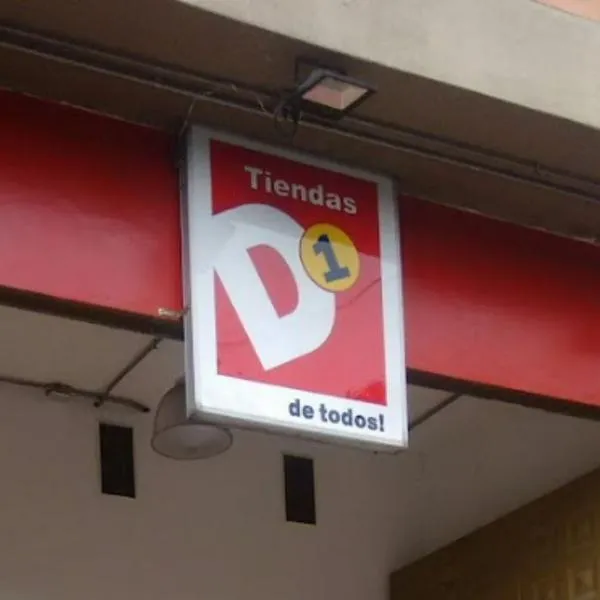 Tiendas
D1
de todos!